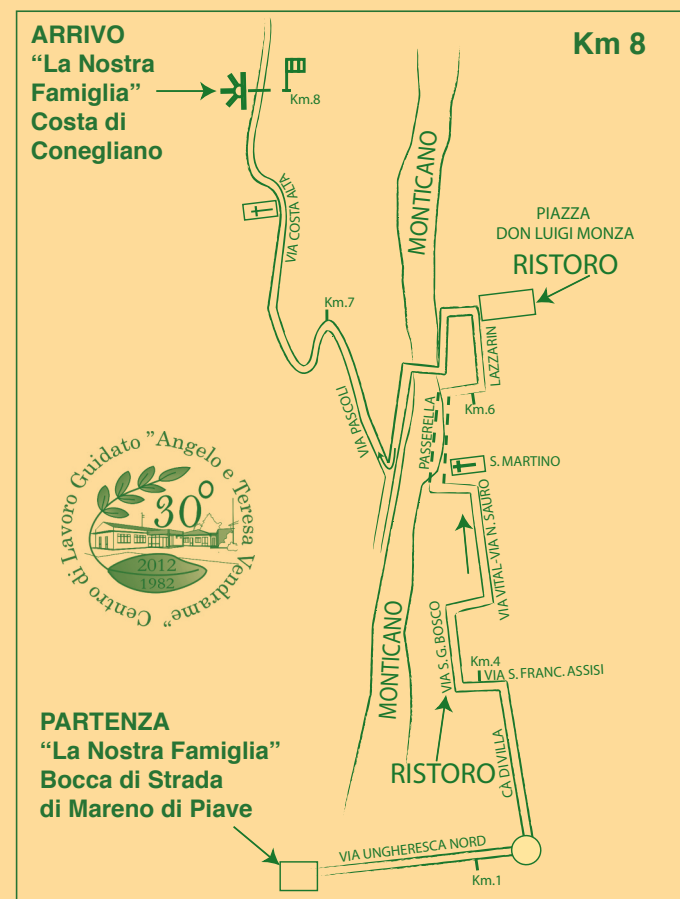 ARRIVO
“La Nostra
Famiglia”
Costa di
Conegliano
Km 8
Km.8
VIA COSTA ALTA
MONTICANO
PIAZZA
DON LUIGI MONZA
RISTORO
Km.7
LAZZARIN
VIA PASCOLI
Km.6
PASSERELLA
S. MARTINO
Centro di Lavoro Guidato "Angelo e Teresa Vendrame"
30°
2012
1982
VIA VITAL-VIA N. SAURO
MONTICANO
VIA S. G. BOSCO
Km.4
VIA S. FRANC. ASSISI
RISTORO
CÀ DI VILLA
PARTENZA
“La Nostra Famiglia”
Bocca di Strada
di Mareno di Piave
VIA UNGHERESCA NORD
Km.1